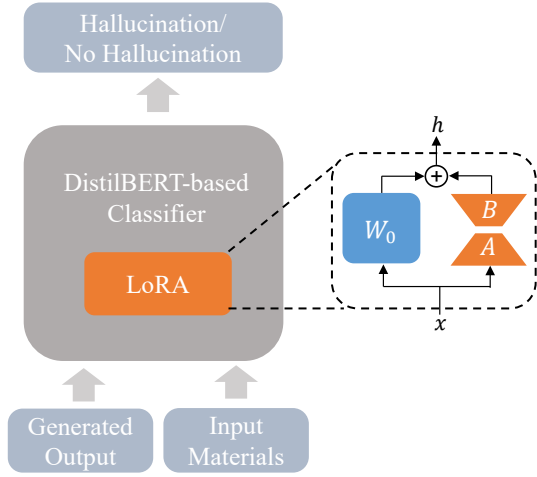 Hallucination/
No Hallucination
DistilBERT-based
Classifier
LoRA
Generated
Output
Input
Materials
h
+
W₀
B
A
x